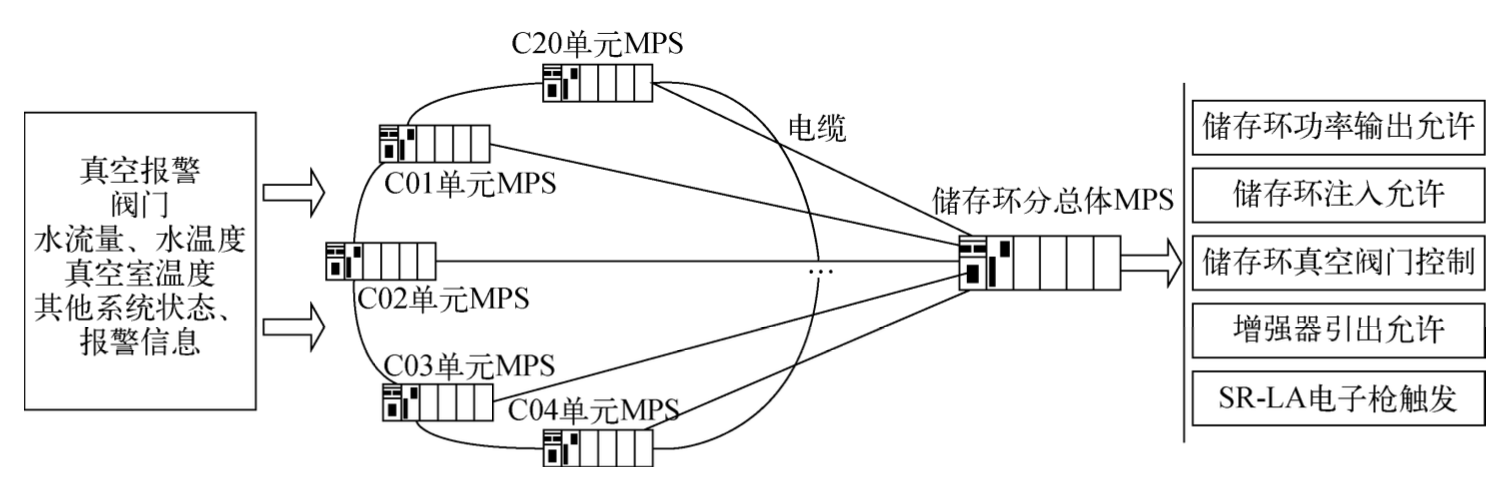 真空报警
阀门
水流量、水温度
真空室温度
其他系统状态、
报警信息
C20单元MPS
C01单元MPS
C02单元MPS
C03单元MPS
C04单元MPS
电缆
…
储存环分总体MPS
储存环功率输出允许
储存环注入允许
储存环真空阀门控制
增强器引出允许
SR-LA电子枪触发